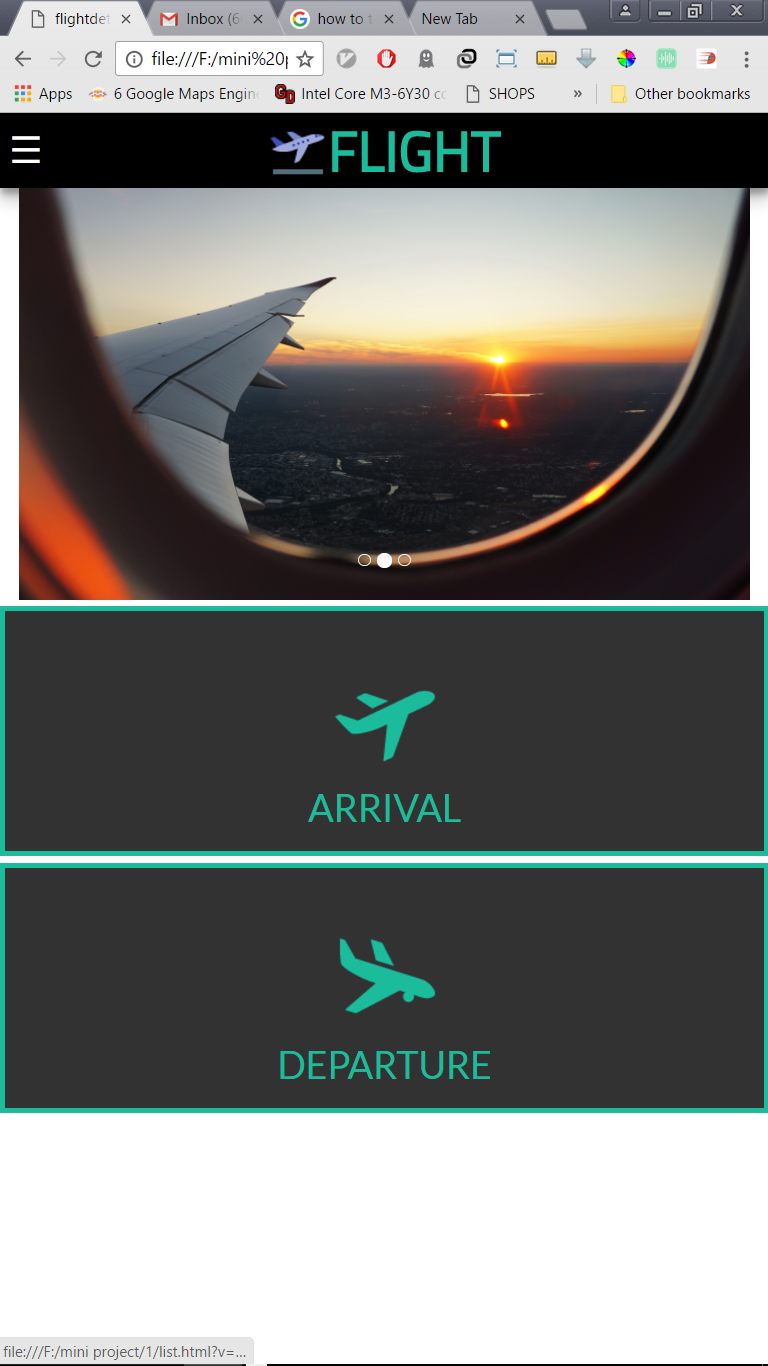 flightdet
Inbox (6
how to t
New Tab
file:///F:/mini%20p
Apps
6 Google Maps Engin
Intel Core M3-6Y30 co
SHOPS
»
Other bookmarks
FLIGHT
ARRIVAL
DEPARTURE
file:///F:/mini project/1/list.html?v=...